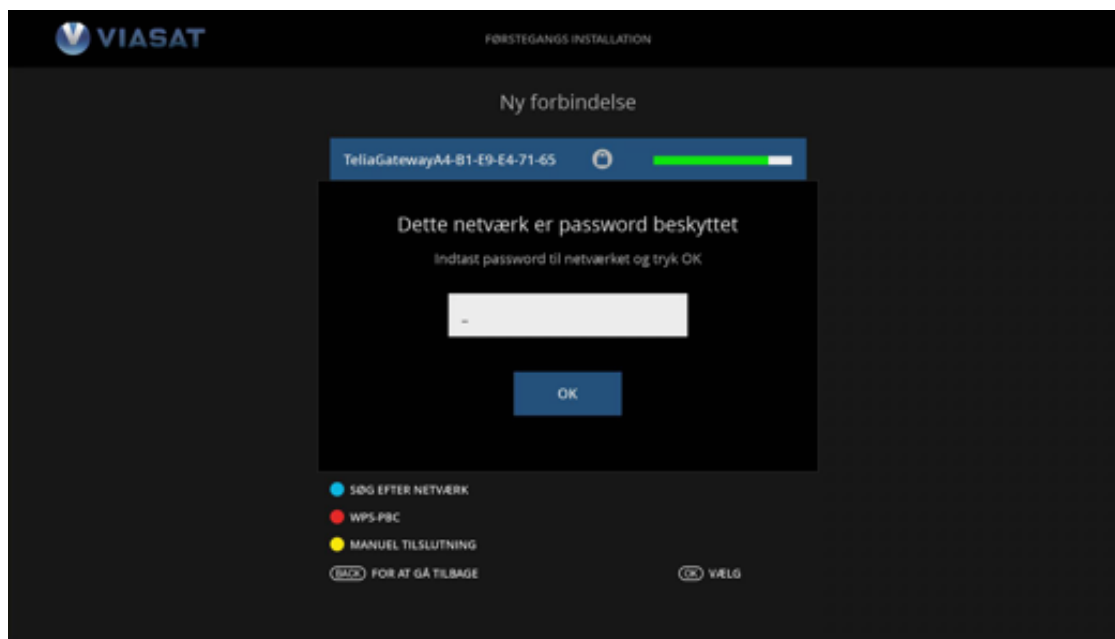 VIASAT
FØRSTEGANGS INSTALLATION
Ny forbindelse
TeliaGatewayA4-B1-E9-E4-71-65
Dette netværk er password beskyttet
Indtast password til netværket og tryk OK
_
OK
SØG EFTER NETVÆRK
WPS-PBC
MANUEL TILSLUTNING
BACK FOR AT GÅ TILBAGE
OK VÆLG